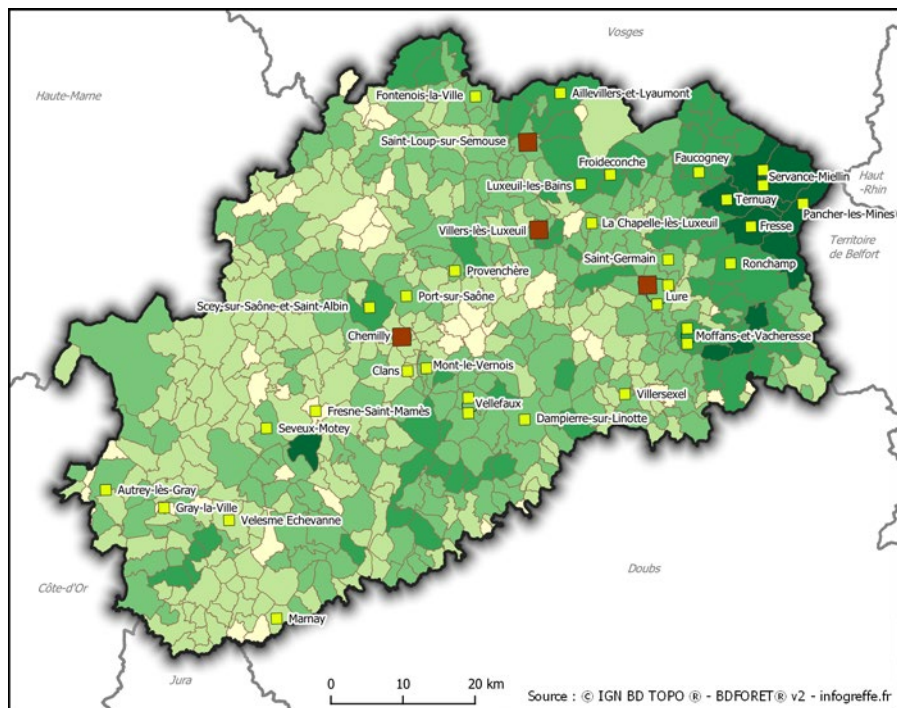 Vosges
Haute-Marne
Fontenois-la-Ville
Aillevillers-et-Lyaumont
Saint-Loup-sur-Semouse
Froideconche
Faucogney
Haut
-Rhin
Servance-Miellin
Luxeuil-les-Bains
Ternuay
Pancher-les-Mines
La Chapelle-lès-Luxeuil
Fresse
Villers-lès-Luxeuil
Territoire
de Belfort
Saint-Germain
Ronchamp
Provenchère
Port-sur-Saône
Lure
Scey-sur-Saône-et-Saint-Albin
Chemilly
Moffans-et-Vacheresse
Clans
Mont-le-Vernois
Villersexel
Vellefaux
Fresne-Saint-Mamès
Dampierre-sur-Linotte
Seveux-Motey
Autrey-lès-Gray
Gray-la-Ville
Velesme Echevanne
Côte-d'Or
Doubs
Marnay
Jura
0 10 20 km
Source : © IGN BD TOPO ® - BDFORET® v2 - infogreffe.fr